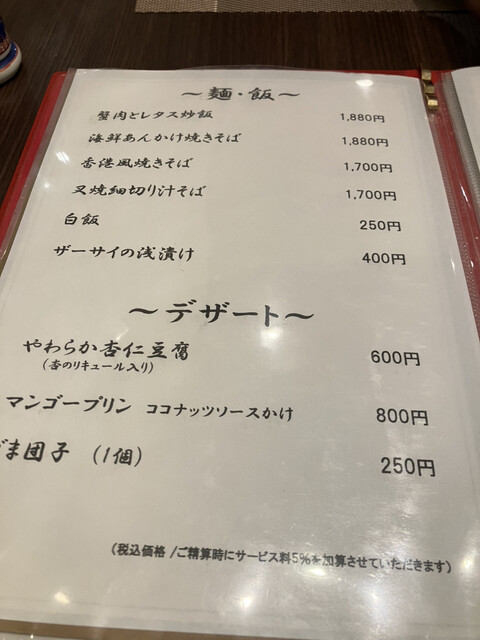 ～麺・飯～
蟹肉とレタス炒飯 1,880円
海鮮あんかけ焼きそば 1,880円
香港風焼きそば 1,700円
叉焼細切り汁そば 1,700円
白飯 250円
ザーサイの浅漬け 400円
～デザート～
やわらか杏仁豆腐 600円
(杏のリキュール入り)
マンゴープリン ココナッツソースかけ 800円
ま団子 (1個) 250円
(税込価格 /ご精算時にサービス料5%を加算させていただきます)